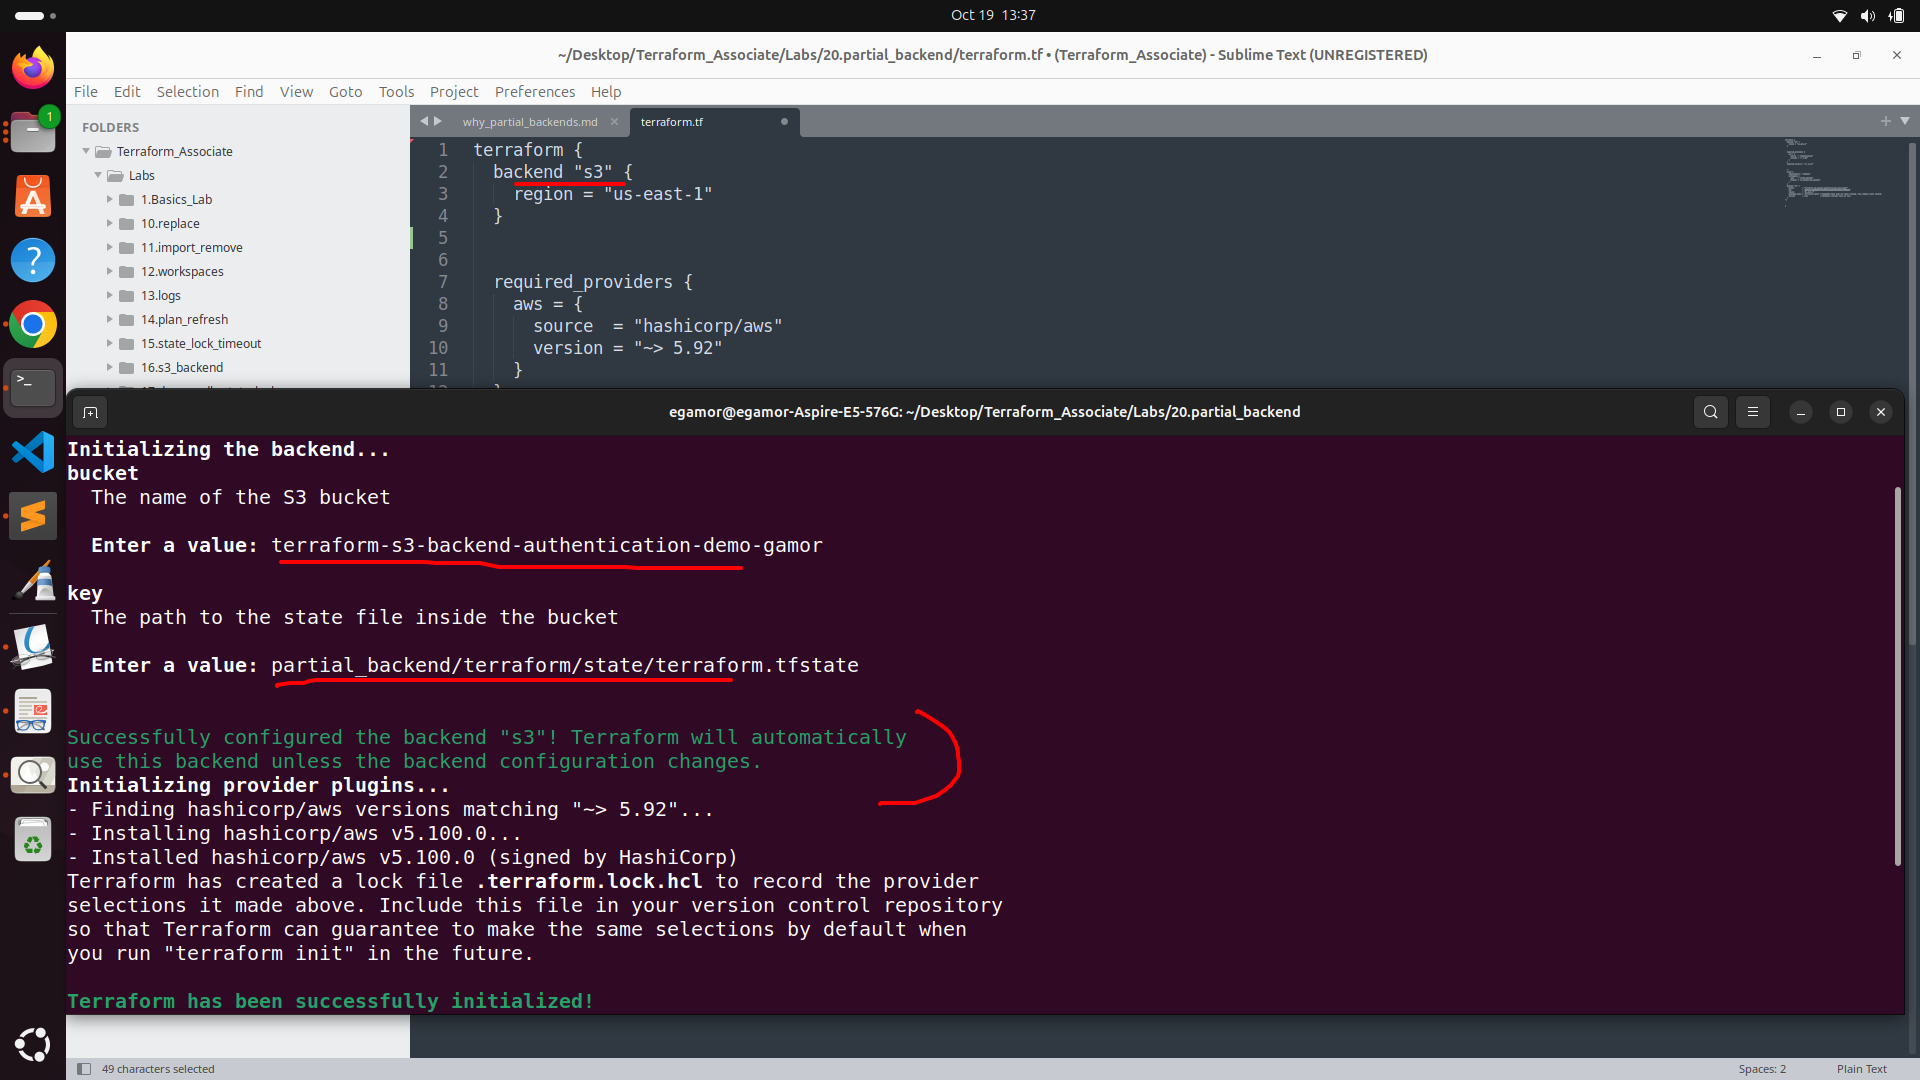 Oct 19 13:37
~/Desktop/Terraform_Associate/Labs/20.partial_backend/terraform.tf • (Terraform_Associate) - Sublime Text (UNREGISTERED)
File Edit Selection Find View Goto Tools Project Preferences Help
FOLDERS
Terraform_Associate
Labs
1.Basics_Lab
10.replace
11.import_remove
12.workspaces
13.logs
14.plan_refresh
15.state_lock_timeout
16.s3_backend
why_partial_backends.md
terraform.tf
1 terraform {
2 backend "s3" {
3 region = "us-east-1"
4 }
5
6
7 required_providers {
8 aws = {
9 source  = "hashicorp/aws"
10 version = "~> 5.92"
11 }
egamor@egamor-Aspire-E5-576G: ~/Desktop/Terraform_Associate/Labs/20.partial_backend
Initializing the backend...
bucket
The name of the S3 bucket
Enter a value: terraform-s3-backend-authentication-demo-gamor
key
The path to the state file inside the bucket
Enter a value: partial_backend/terraform/state/terraform.tfstate
Successfully configured the backend "s3"! Terraform will automatically
use this backend unless the backend configuration changes.
Initializing provider plugins...
- Finding hashicorp/aws versions matching "~> 5.92"...
- Installing hashicorp/aws v5.100.0...
- Installed hashicorp/aws v5.100.0 (signed by HashiCorp)
Terraform has created a lock file .terraform.lock.hcl to record the provider
selections it made above. Include this file in your version control repository
so that Terraform can guarantee to make the same selections by default when
you run "terraform init" in the future.
Terraform has been successfully initialized!
49 characters selected
Spaces: 2
Plain Text
1